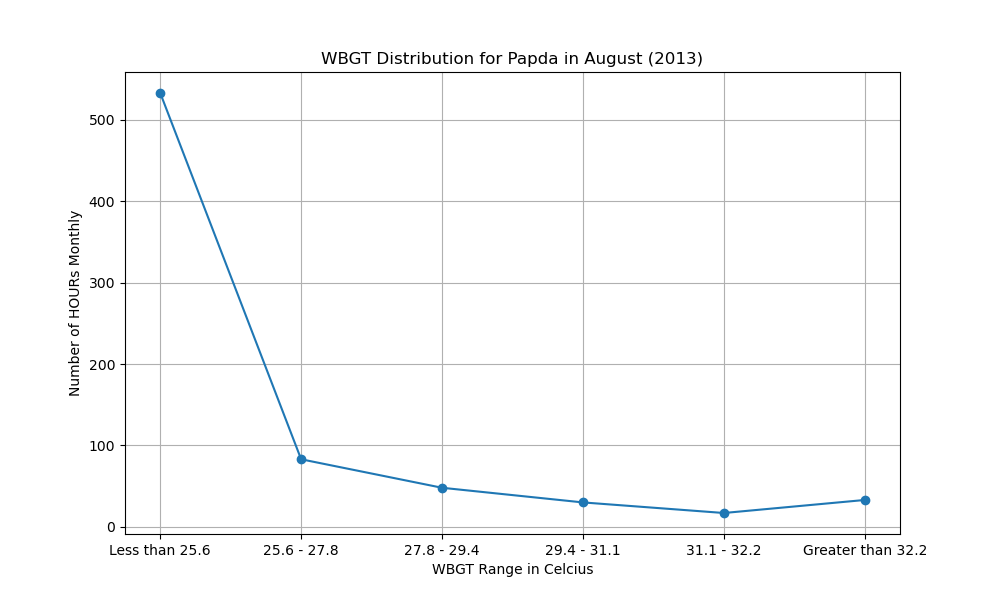 WBGT Distribution for Papda in August (2013)
Number of HOURs Monthly
500
400
300
200
100
0
Less than 25.6
25.6 - 27.8
27.8 - 29.4
29.4 - 31.1
31.1 - 32.2
Greater than 32.2
WBGT Range in Celcius